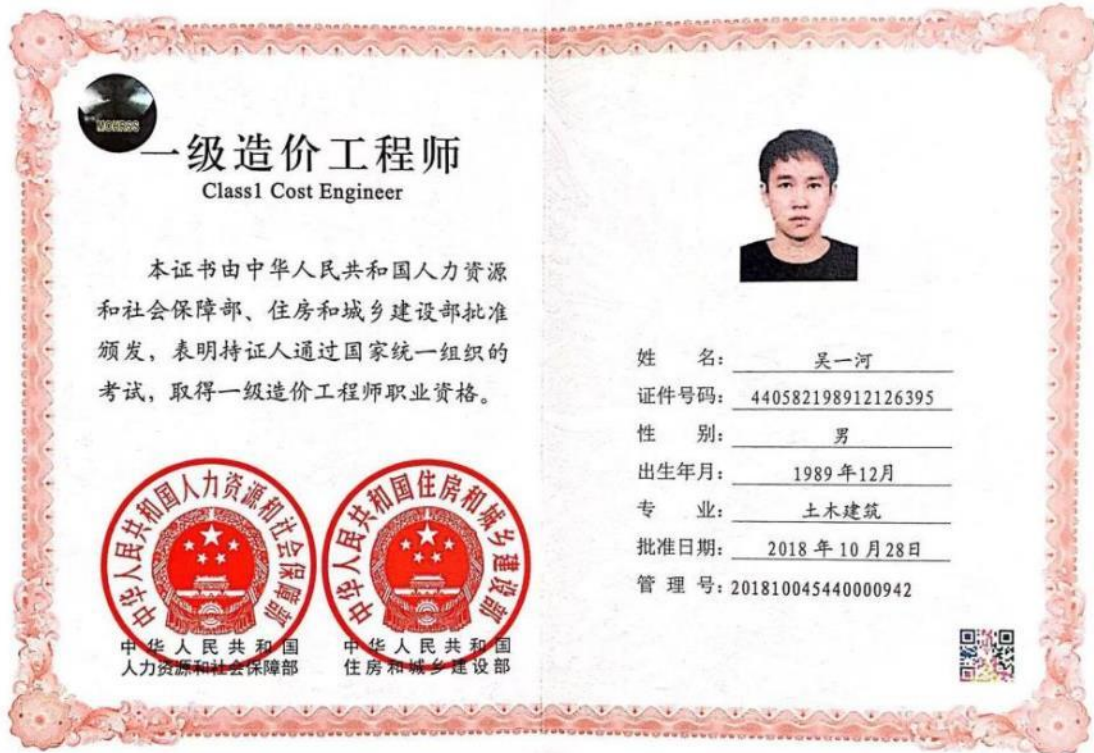 MOHRSS
一级造价工程师
Class1 Cost Engineer
本证书由中华人民共和国人力资源
和社会保障部、住房和城乡建设部批准
颁发，表明持证人通过国家统一组织的
考试，取得一级造价工程师职业资格。
中华人民共和国人力资源和社会保障部
中华人民共和国
人力资源和社会保障部
中华人民共和国住房和城乡建设部
中华人民共和国
住房和城乡建设部
姓 名： 吴一河
证件号码： 440582198912126395
性 别： 男
出生年月： 1989年12月
专 业： 土木建筑
批准日期： 2018年10月28日
管 理 号： 201810045440000942